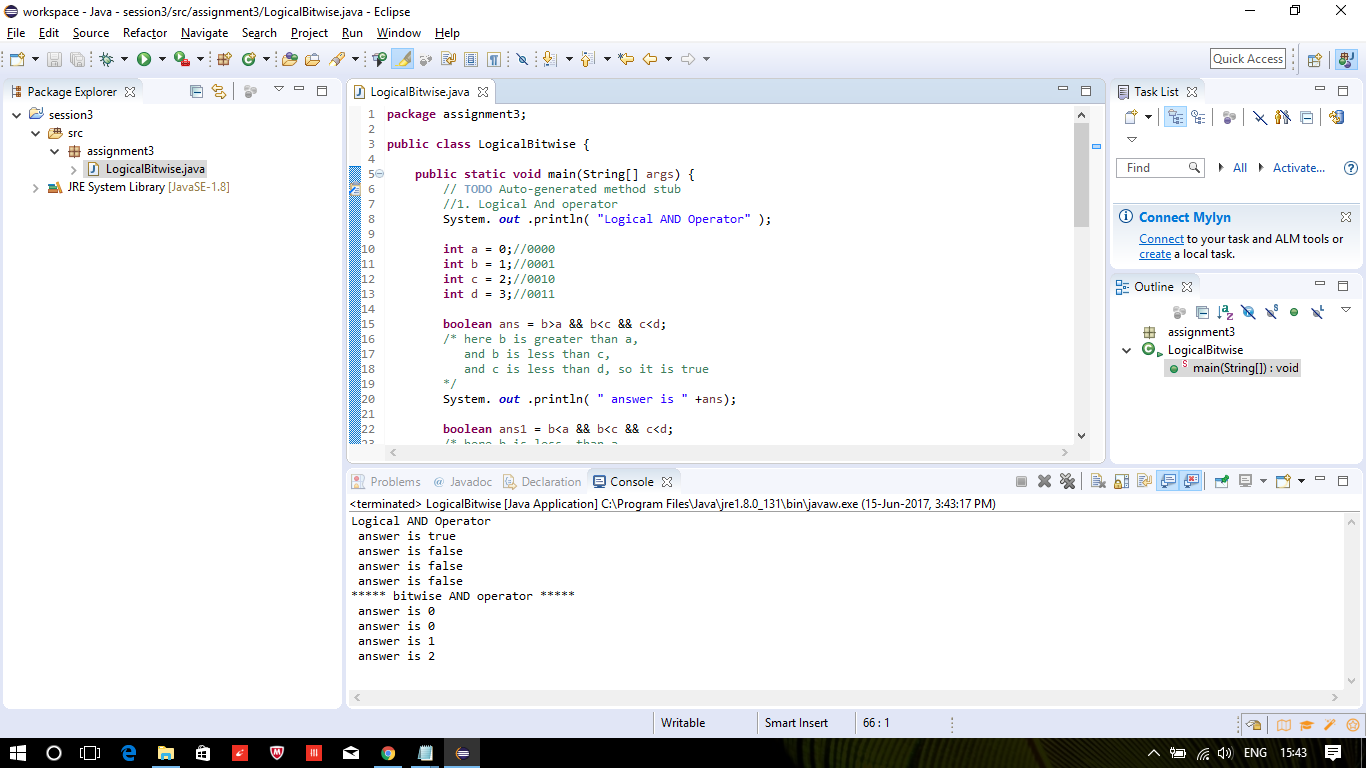 workspace - Java - session3/src/assignment3/LogicalBitwise.java - Eclipse
File Edit Source Refactor Navigate Search Project Run Window Help
Quick Access
Package Explorer
session3
src
assignment3
LogicalBitwise.java
JRE System Library [JavaSE-1.8]
LogicalBitwise.java
1 package assignment3;
2
3 public class LogicalBitwise {
4
5 public static void main(String[] args) {
6 // TODO Auto-generated method stub
7 //1. Logical And operator
8 System. out .println( "Logical AND Operator" );
9
10 int a = 0;//0000
11 int b = 1;//0001
12 int c = 2;//0010
13 int d = 3;//0011
14
15 boolean ans = b>a && b<c && c<d;
16 /* here b is greater than a,
17 and b is less than c,
18 and c is less than d, so it is true
19 */
20 System. out .println( " answer is " +ans);
21
22 boolean ans1 = b<a && b<c && c<d;
23 /* here b is less than a
Task List
Find All Activate...
Connect Mylyn
Connect to your task and ALM tools or
create a local task.
Outline
assignment3
LogicalBitwise
main(String[]) : void
Problems @ Javadoc Declaration Console
<terminated> LogicalBitwise [Java Application] C:\Program Files\Java\jre1.8.0_131\bin\javaw.exe (15-Jun-2017, 3:43:17 PM)
Logical AND Operator
answer is true
answer is false
answer is false
answer is false
***** bitwise AND operator *****
answer is 0
answer is 0
answer is 1
answer is 2
Writable Smart Insert 66 : 1
ENG 15:43